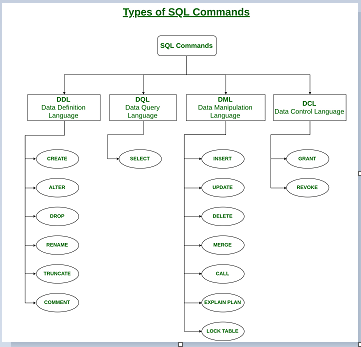 Types of SQL Commands
SQL Commands
DDL
Data Definition
Language
DQL
Data Query
Language
DML
Data Manipulation
Language
DCL
Data Control Language
CREATE
ALTER
DROP
RENAME
TRUNCATE
COMMENT
SELECT
INSERT
UPDATE
DELETE
MERGE
CALL
EXPLAIN PLAN
LOCK TABLE
GRANT
REVOKE